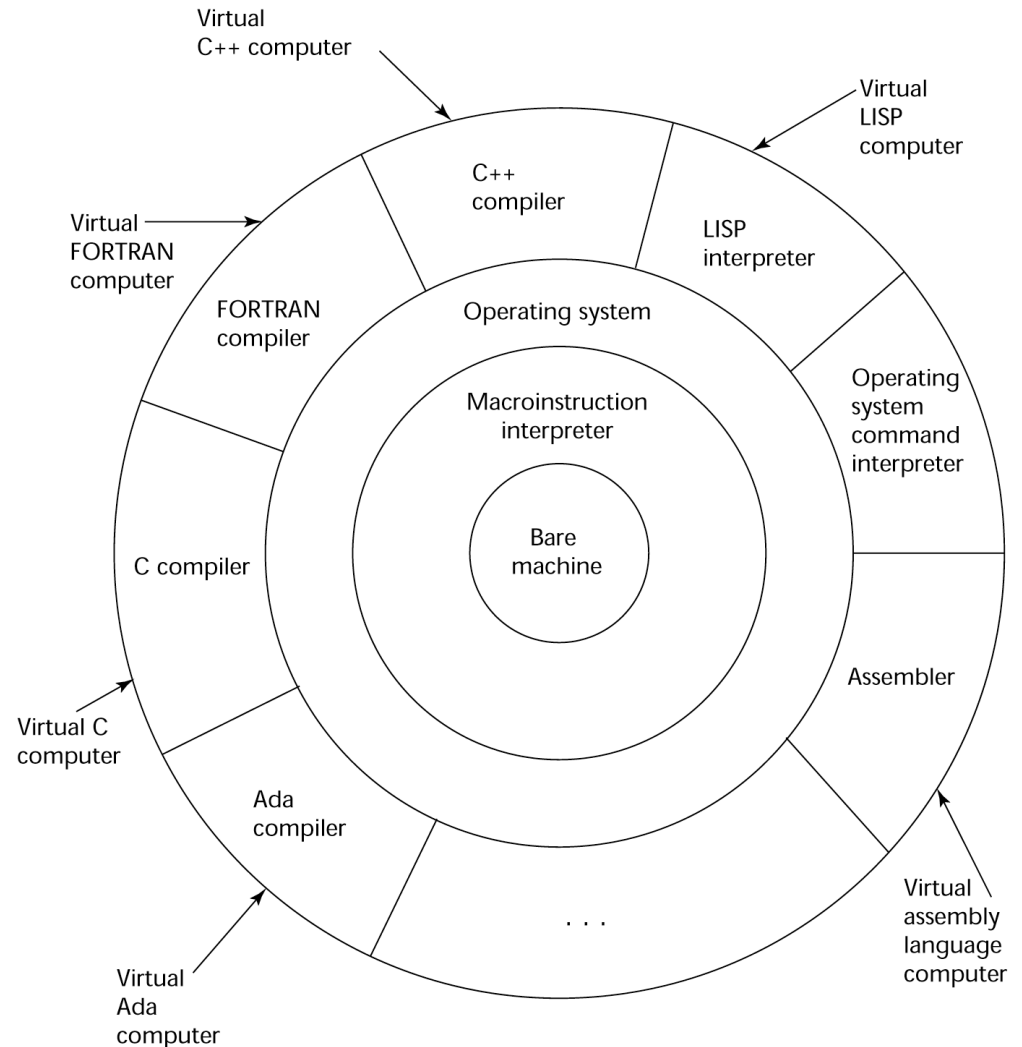 Virtual
C++ computer
Virtual
LISP
computer
C++
compiler
Virtual
FORTRAN
computer
LISP
interpreter
FORTRAN
compiler
Operating system
Operating
system
command
interpreter
Macroinstruction
interpreter
Bare
machine
C compiler
Assembler
Virtual C
computer
Ada
compiler
Virtual
assembly
language
computer
. . .
Virtual
Ada
computer